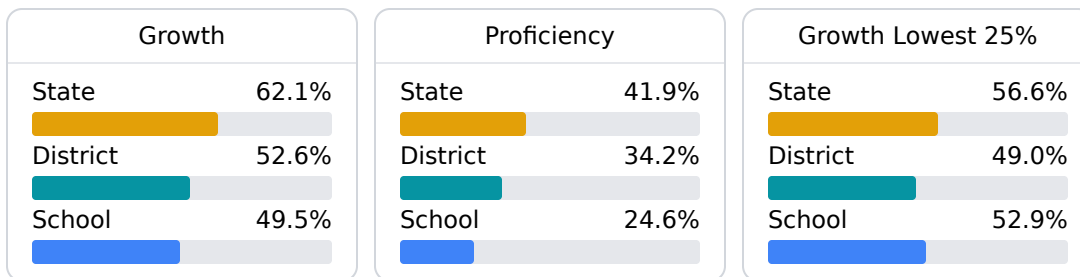 Growth
State 62.1%
District 52.6%
School 49.5%
Proficiency
State 41.9%
District 34.2%
School 24.6%
Growth Lowest 25%
State 56.6%
District 49.0%
School 52.9%